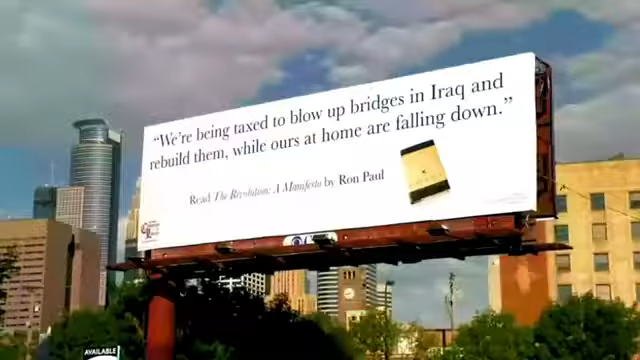 “We’re being taxed to blow up bridges in Iraq and
rebuild them, while ours at home are falling down.”
Read The Revolution: A Manifesto by Ron Paul
AVAILABLE